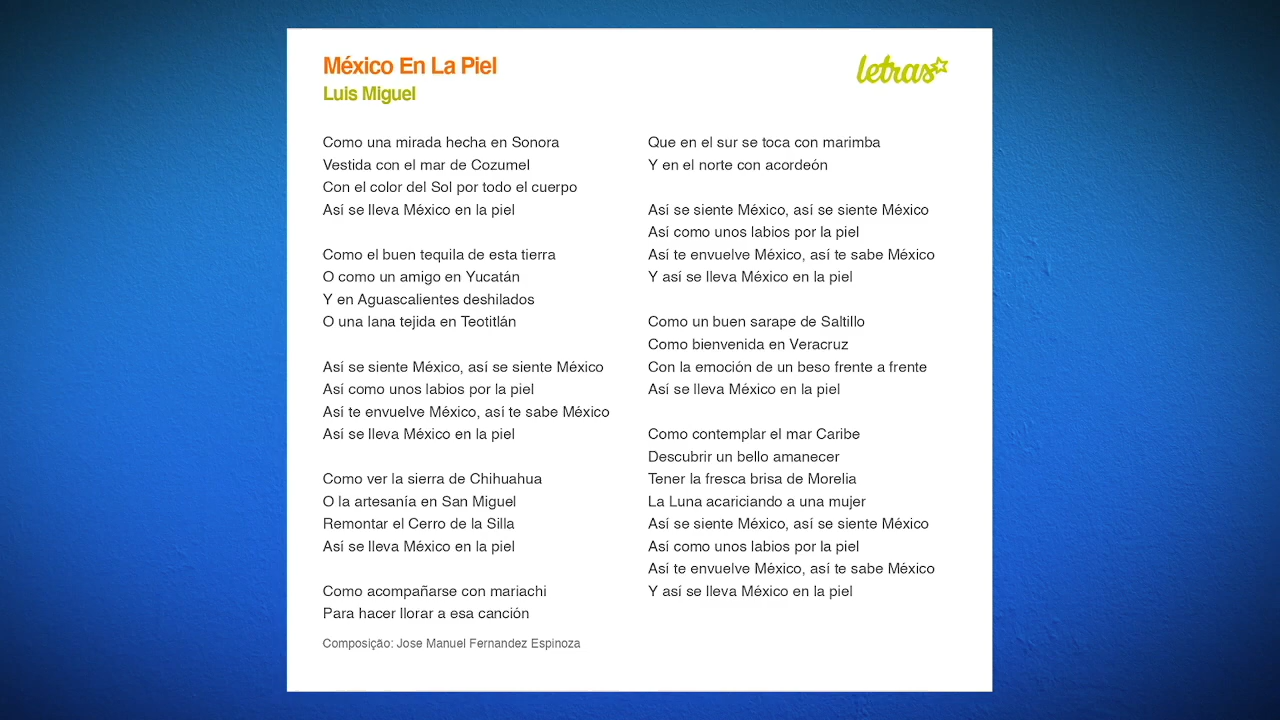 México En La Piel
Luis Miguel
letras
Como una mirada hecha en Sonora
Vestida con el mar de Cozumel
Con el color del Sol por todo el cuerpo
Así se lleva México en la piel
Como el buen tequila de esta tierra
O como un amigo en Yucatán
Y en Aguascalientes deshilados
O una lana tejida en Teotitlán
Así se siente México, así se siente México
Así como unos labios por la piel
Así te envuelve México, así te sabe México
Así se lleva México en la piel
Como ver la sierra de Chihuahua
O la artesanía en San Miguel
Remontar el Cerro de la Silla
Así se lleva México en la piel
Como acompañarse con mariachi
Para hacer llorar a esa canción
Que en el sur se toca con marimba
Y en el norte con acordeón
Así se siente México, así se siente México
Así como unos labios por la piel
Así te envuelve México, así te sabe México
Y así se lleva México en la piel
Como un buen sarape de Saltillo
Como bienvenida en Veracruz
Con la emoción de un beso frente a frente
Así se lleva México en la piel
Como contemplar el mar Caribe
Descubrir un bello amanecer
Tener la fresca brisa de Morelia
La Luna acariciando a una mujer
Así se siente México, así se siente México
Así como unos labios por la piel
Así te envuelve México, así te sabe México
Y así se lleva México en la piel
Composição: Jose Manuel Fernandez Espinoza